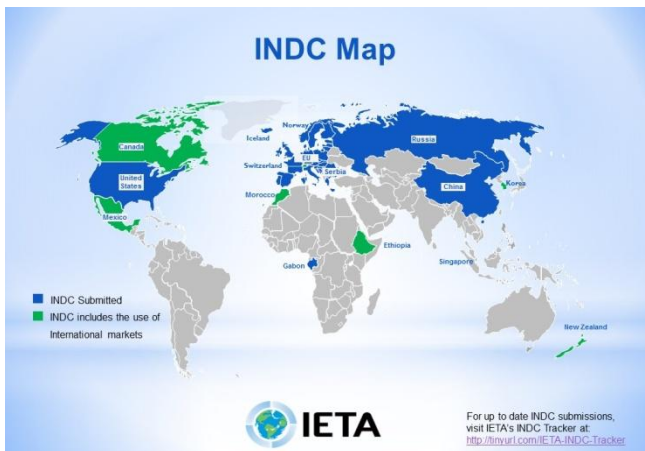 INDC Map
Norway
Iceland
Russia
Canada
EU
Switzerland
United
States
Serbia
China
Korea
Morocco
Mexico
Ethiopia
Gabon
Singapore
INDC Submitted
INDC includes the use of
International markets
New Zealand
IETA
For up to date INDC submissions,
visit IETA's INDC Tracker at:
http://tinyurl.com/IETA-INDC-Tracker